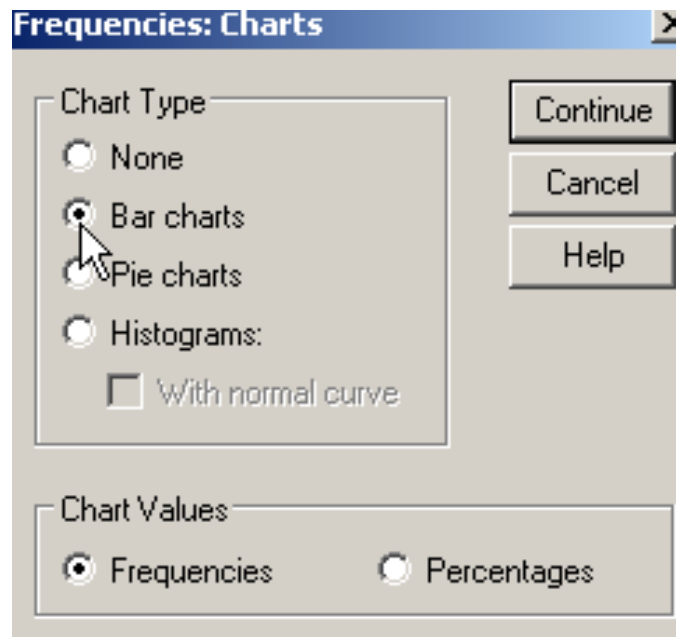 Frequencies: Charts
Chart Type
None
Bar charts
Pie charts
Histograms:
With normal curve
Continue
Cancel
Help
Chart Values
Frequencies
Percentages